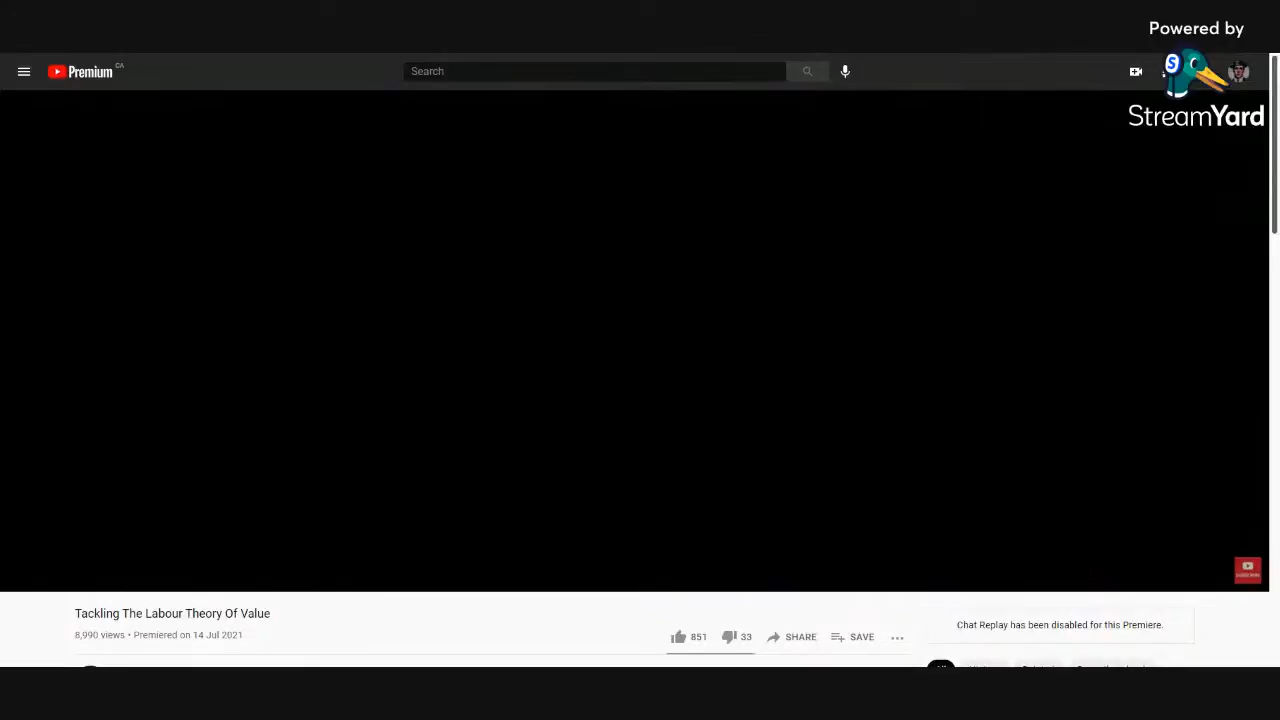 Powered by
Premium CA
Search
StreamYard
SUBSCRIBE
Tackling The Labour Theory Of Value
8,990 views • Premiered on 14 Jul 2021
851
33
SHARE
SAVE
Chat Replay has been disabled for this Premiere.